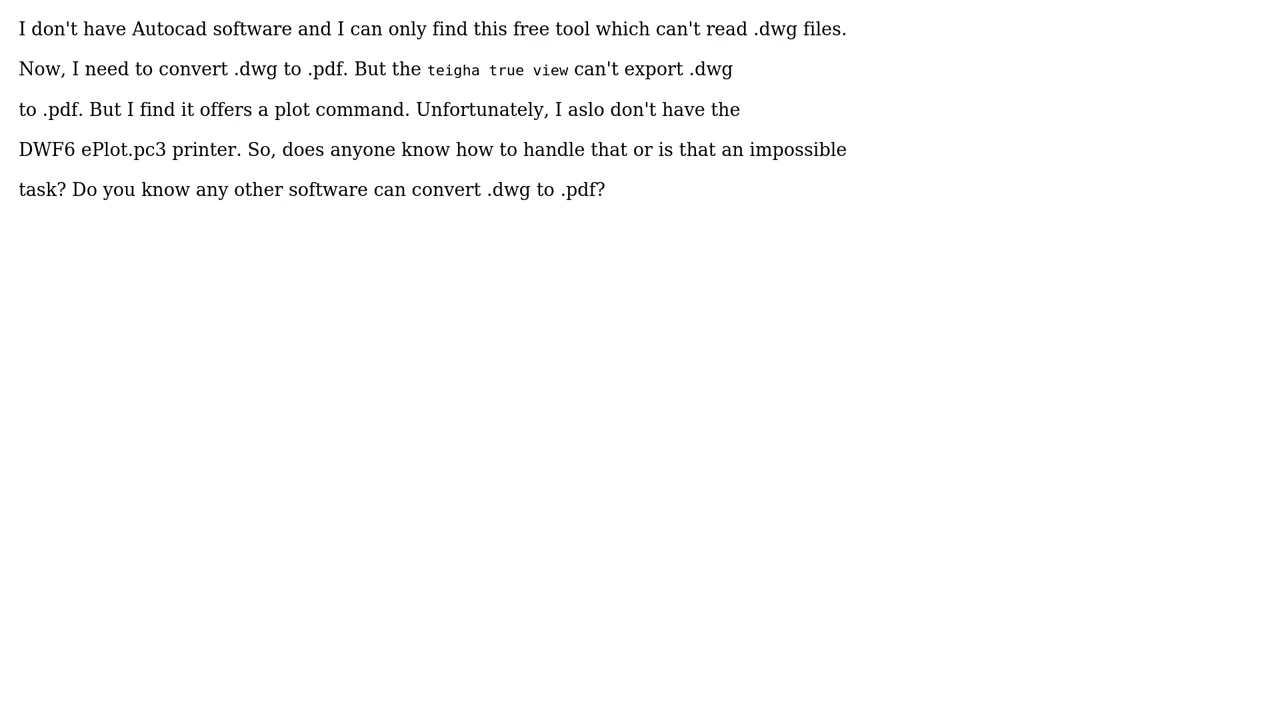 I don't have Autocad software and I can only find this free tool which can't read .dwg files.
Now, I need to convert .dwg to .pdf. But the teigha true view can't export .dwg
to .pdf. But I find it offers a plot command. Unfortunately, I aslo don't have the
DWF6 ePlot.pc3 printer. So, does anyone know how to handle that or is that an impossible
task? Do you know any other software can convert .dwg to .pdf?